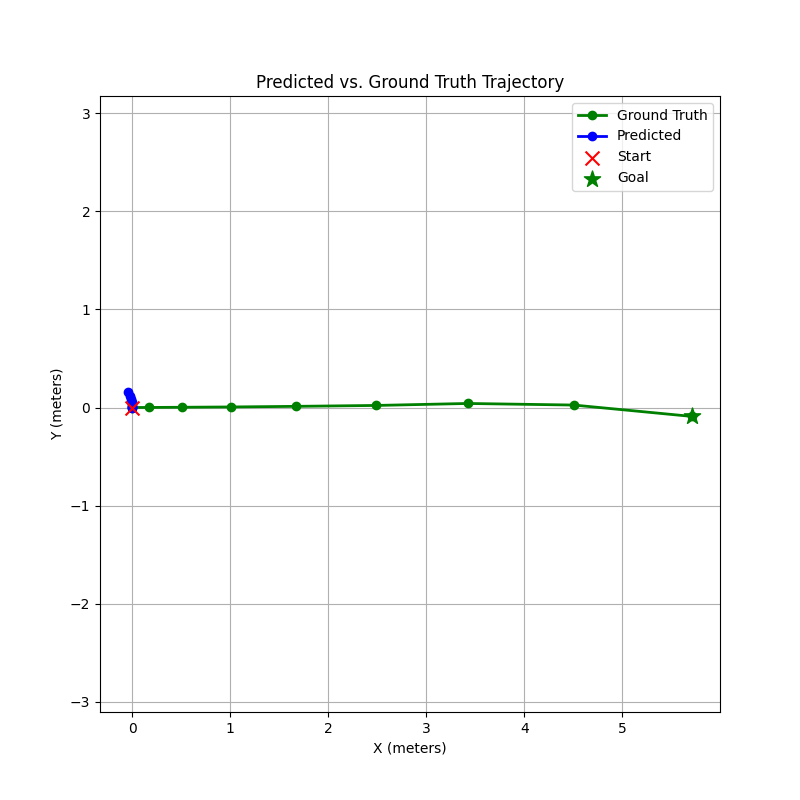 Predicted vs. Ground Truth Trajectory
Ground Truth
Predicted
Start
Goal
3
2
1
0
−1
−2
−3
Y (meters)
0 1 2 3 4 5
X (meters)